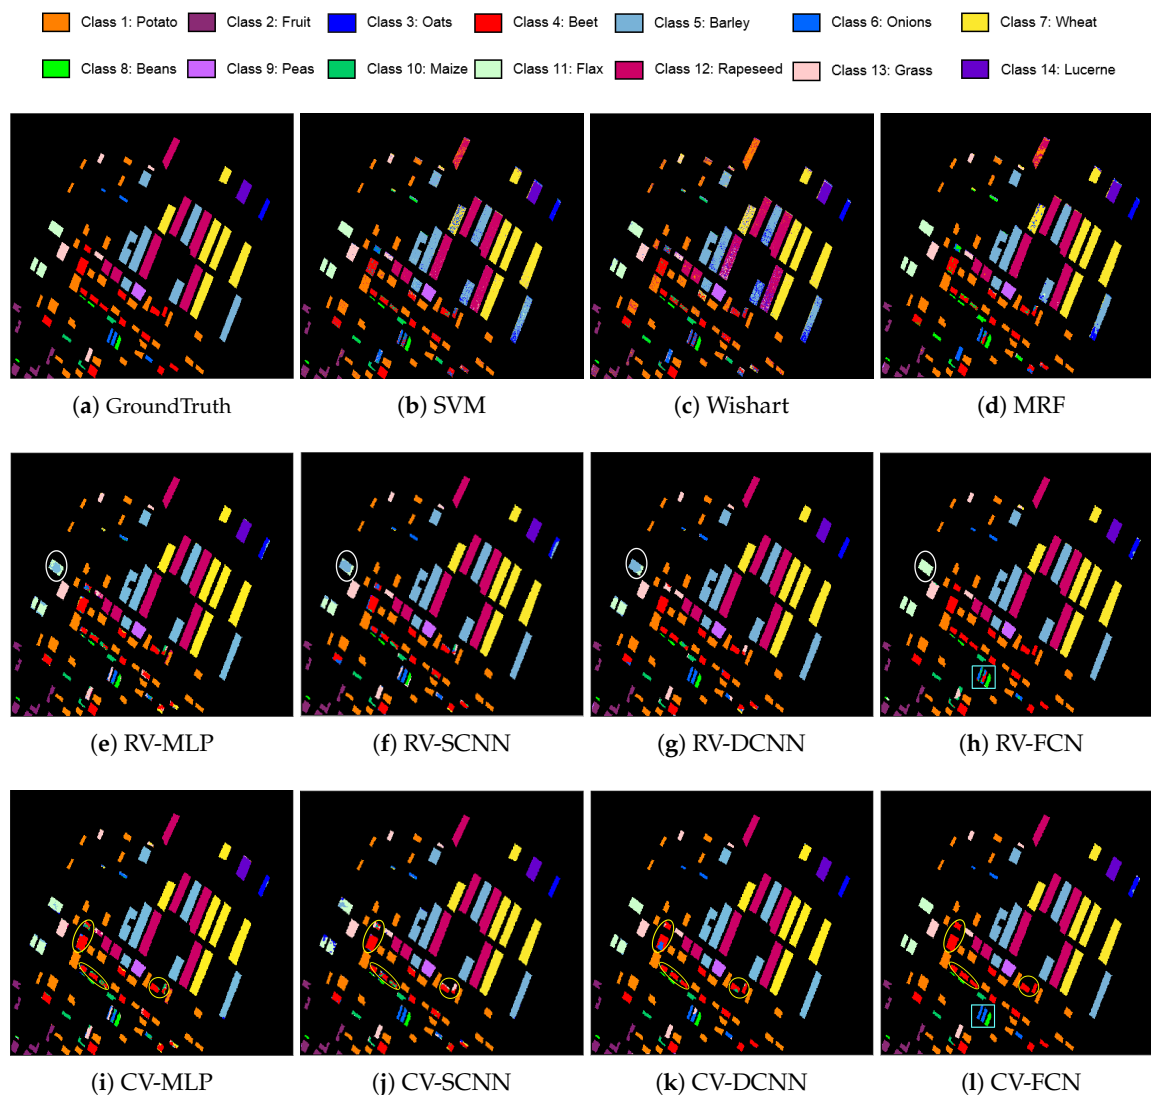 Class 1: Potato Class 2: Fruit Class 3: Oats Class 4: Beet Class 5: Barley Class 6: Onions Class 7: Wheat
Class 8: Beans Class 9: Peas Class 10: Maize Class 11: Flax Class 12: Rapeseed Class 13: Grass Class 14: Lucerne
(a) GroundTruth (b) SVM (c) Wishart (d) MRF
(e) RV-MLP (f) RV-SCNN (g) RV-DCNN (h) RV-FCN
(i) CV-MLP (j) CV-SCNN (k) CV-DCNN (l) CV-FCN